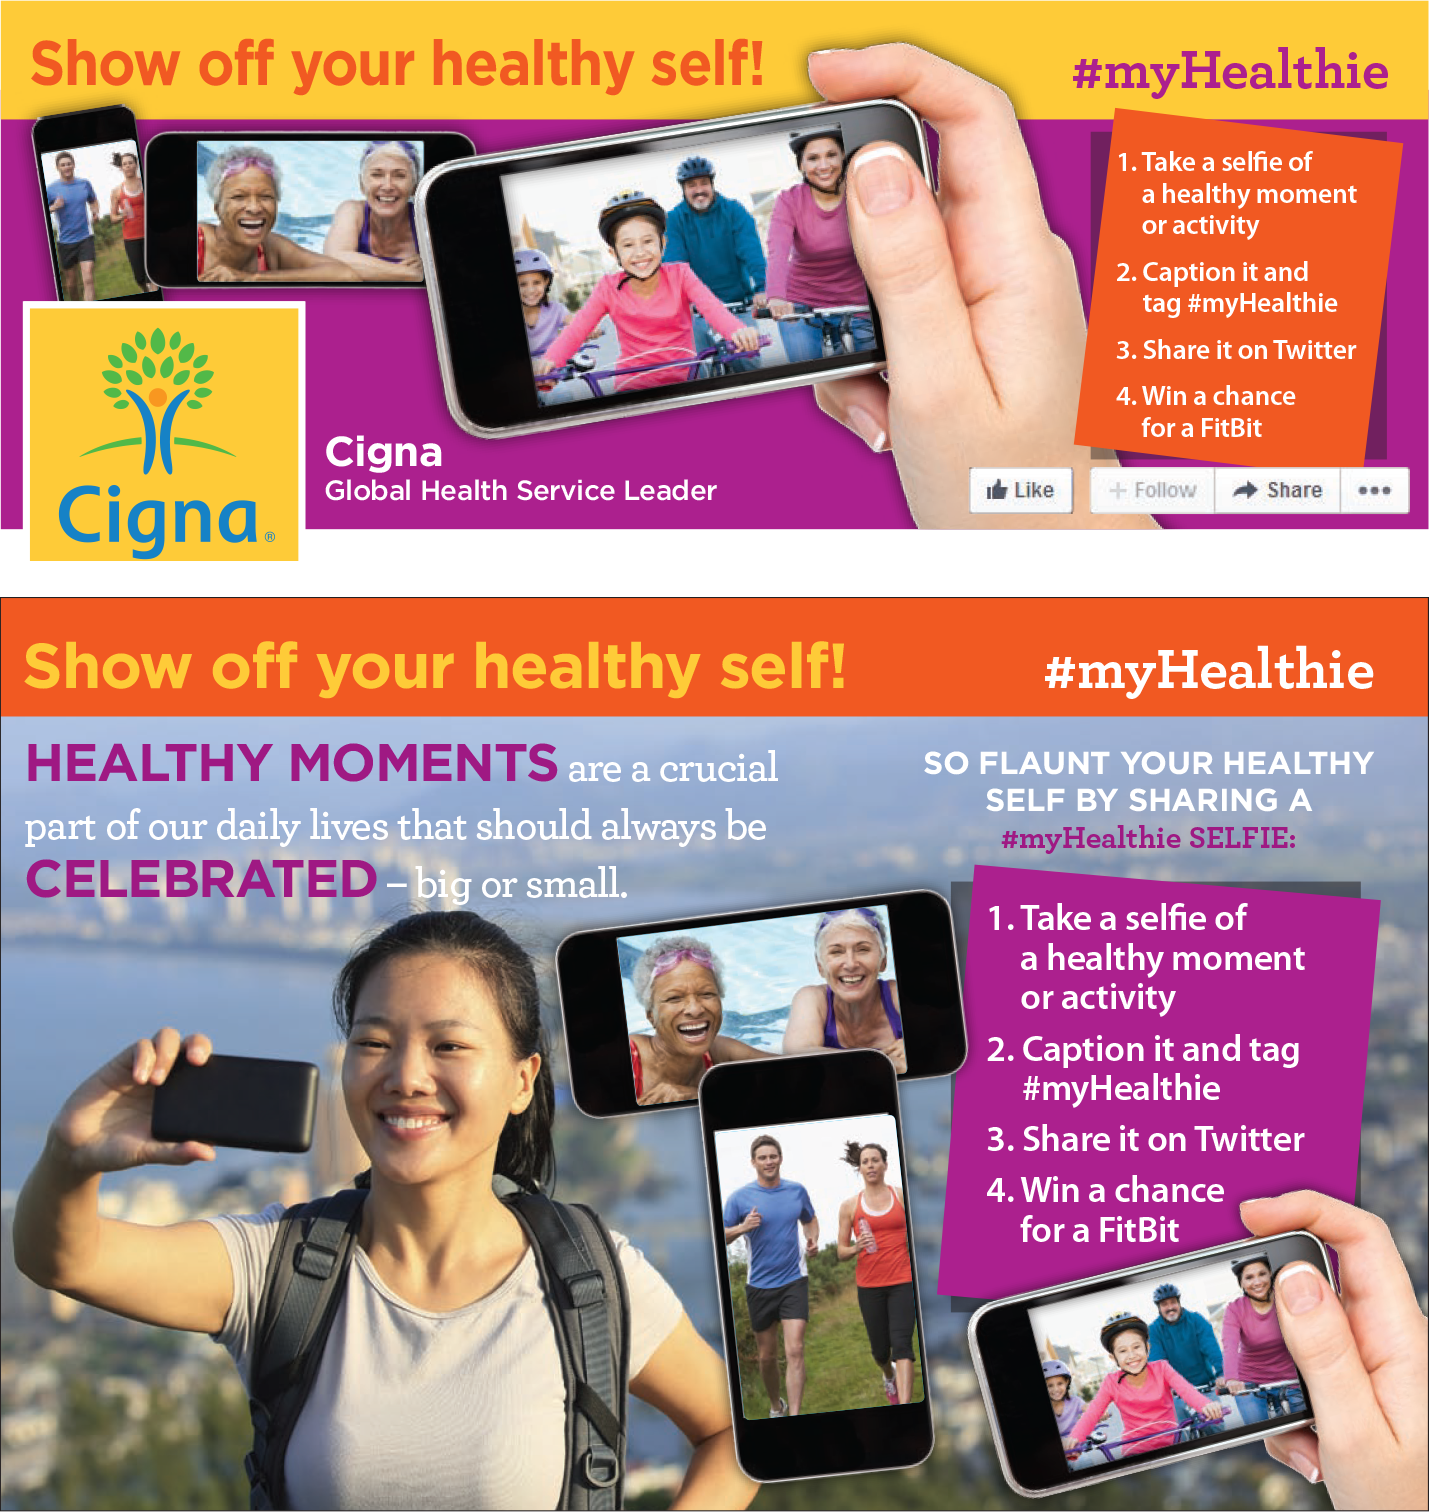 Show off your healthy self!
#myHealthie
1. Take a selfie of
a healthy moment
or activity
2. Caption it and
tag #myHealthie
3. Share it on Twitter
4. Win a chance
for a FitBit
Cigna®
Cigna
Global Health Service Leader
Like
+ Follow
Share
•••
Show off your healthy self!
#myHealthie
HEALTHY MOMENTS are a crucial
part of our daily lives that should always be
CELEBRATED – big or small.
SO FLAUNT YOUR HEALTHY
SELF BY SHARING A
#myHealthie SELFIE:
1. Take a selfie of
a healthy moment
or activity
2. Caption it and tag
#myHealthie
3. Share it on Twitter
4. Win a chance
for a FitBit